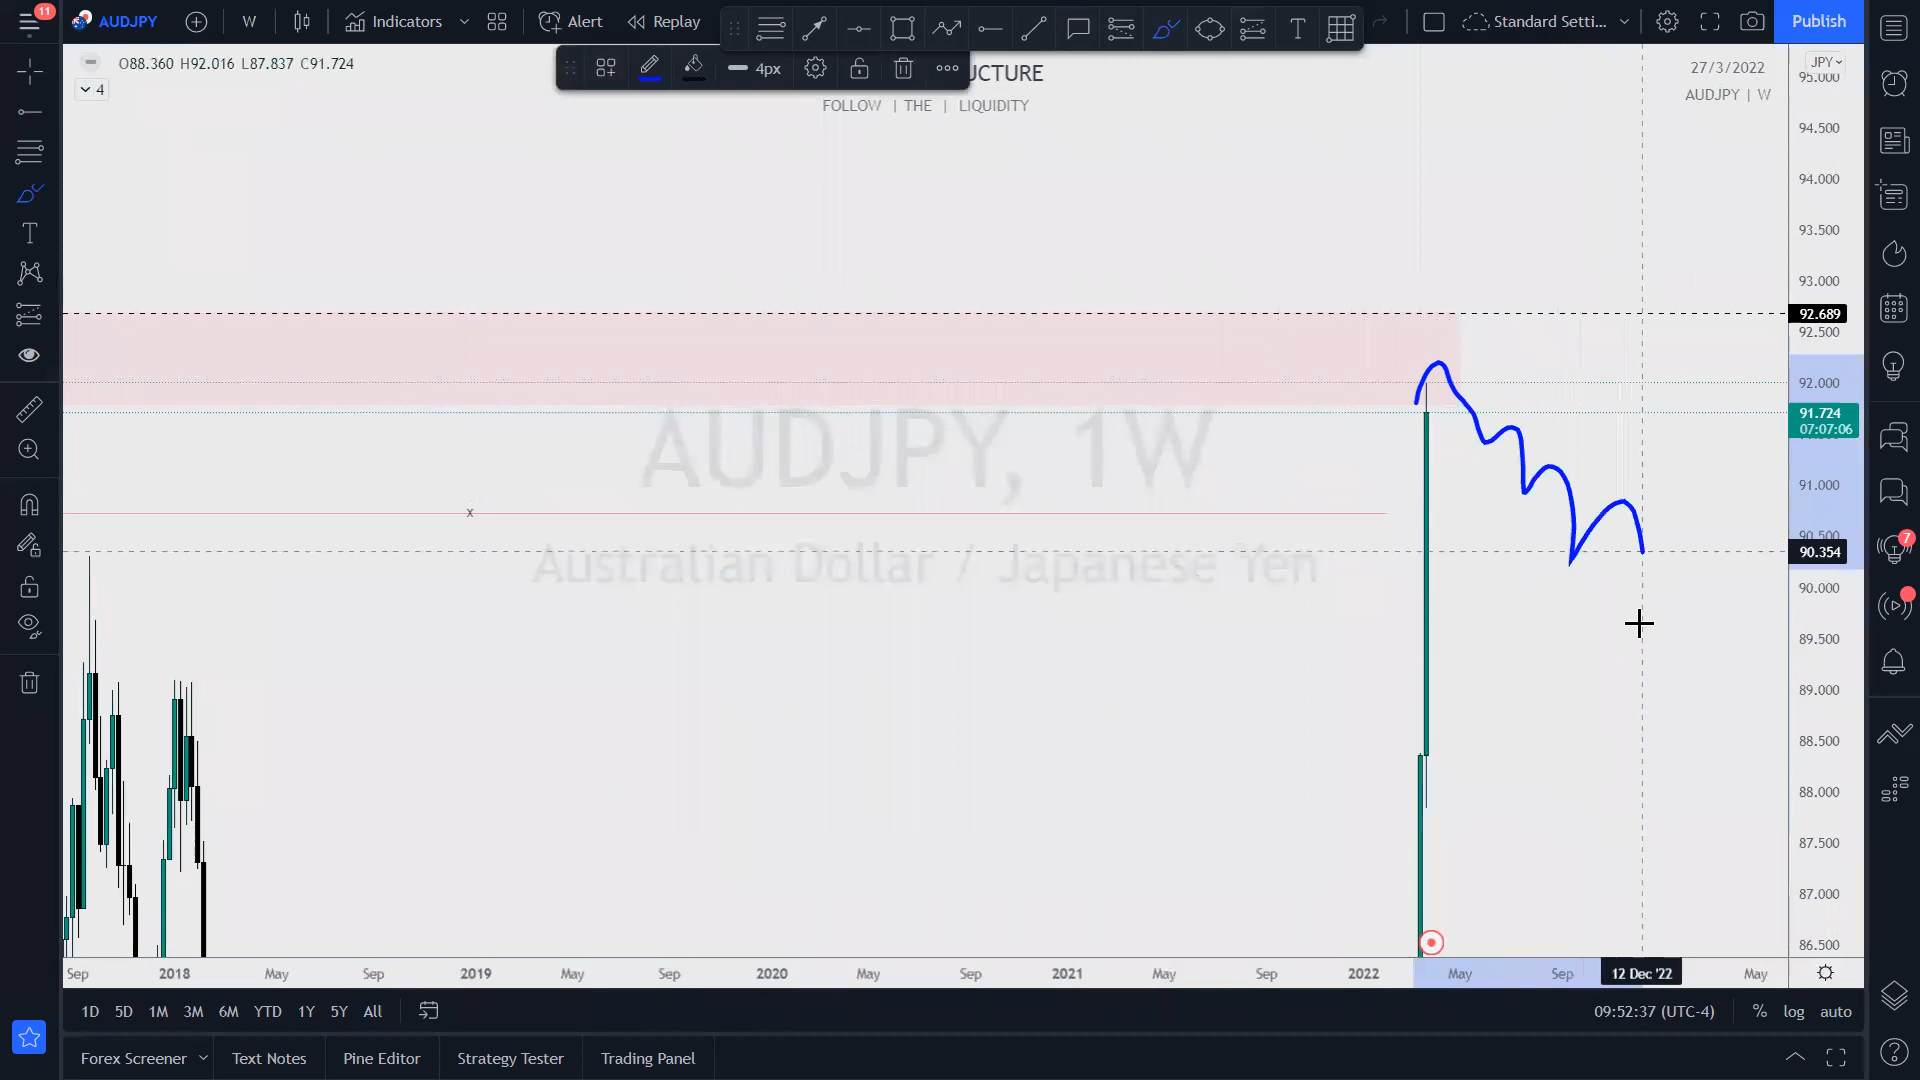 11
AUDJPY
W
Indicators
Alert
Replay
Standard Setti...
Publish
O88.360 H92.016 L87.837 C91.724
4
4px
UCTURE
FOLLOW | THE | LIQUIDITY
27/3/2022
AUDJPY | W
JPY
95.000
94.500
94.000
93.500
93.000
92.689
92.500
92.000
91.724
07:07:06
91.000
90.500
90.354
90.000
89.500
89.000
88.500
88.000
87.500
87.000
86.500
AUDJPY, 1W
Australian Dollar / Japanese Yen
x
7
Sep
2018
May
Sep
2019
May
Sep
2020
May
Sep
2021
May
Sep
2022
May
Sep
12 Dec '22
May
1D 5D 1M 3M 6M YTD 1Y 5Y All
09:52:37 (UTC-4)
% log auto
Forex Screener
Text Notes
Pine Editor
Strategy Tester
Trading Panel